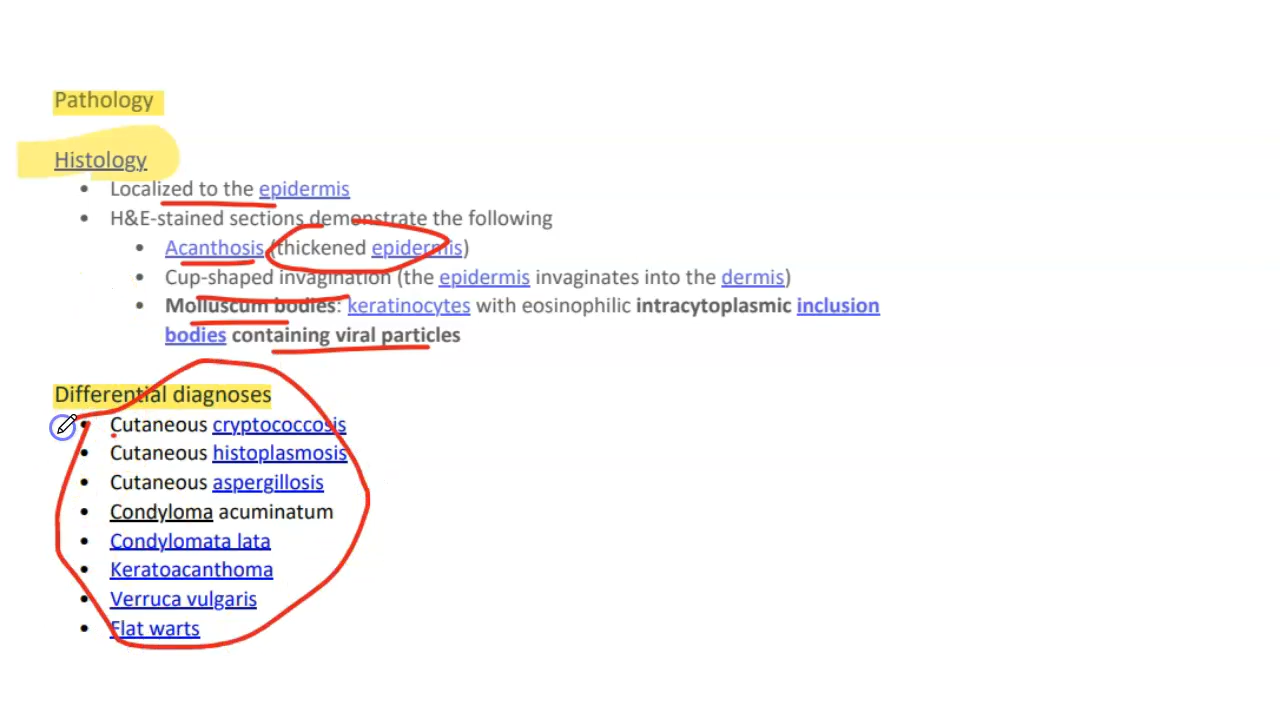 Pathology
Histology
• Localized to the epidermis
• H&E-stained sections demonstrate the following
• Acanthosis (thickened epidermis)
• Cup-shaped invagination (the epidermis invaginates into the dermis)
• Molluscum bodies: keratinocytes with eosinophilic intracytoplasmic inclusion
bodies containing viral particles
Differential diagnoses
• Cutaneous cryptococcosis
• Cutaneous histoplasmosis
• Cutaneous aspergillosis
• Condyloma acuminatum
• Condylomata lata
• Keratoacanthoma
• Verruca vulgaris
• Flat warts